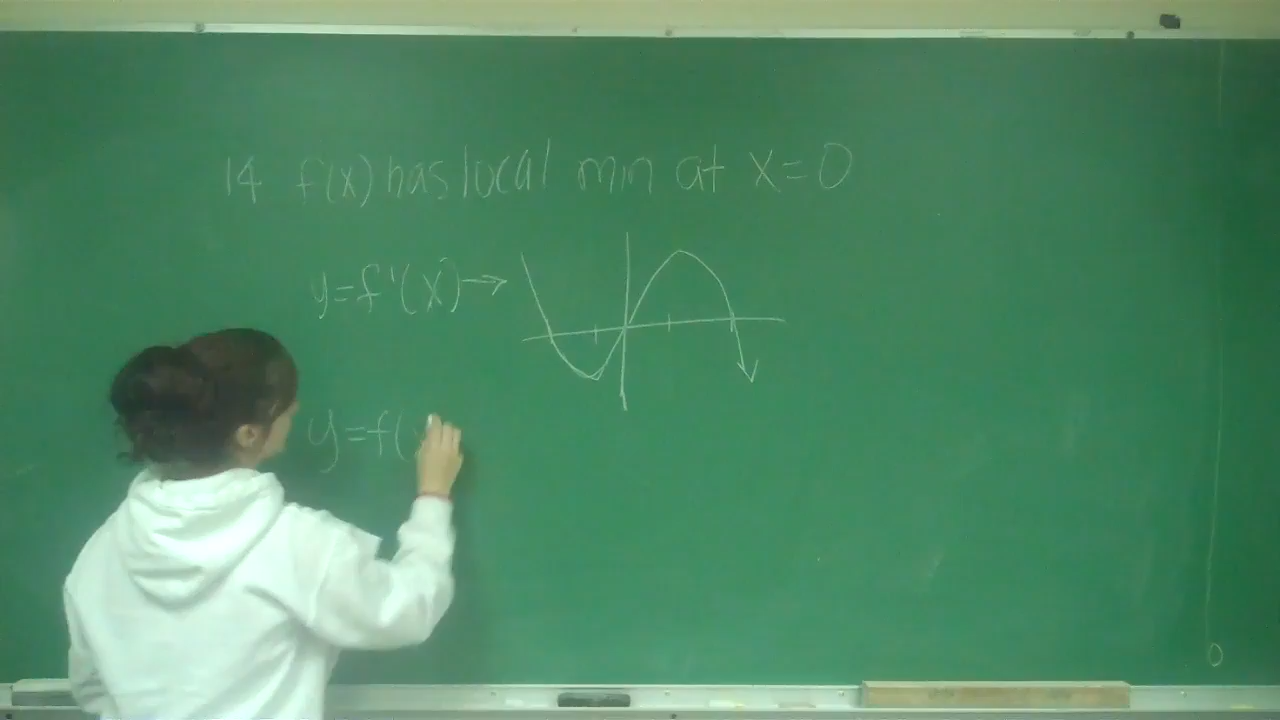 14 f(x) has local min at x=0
y=f'(x)→
y=f(